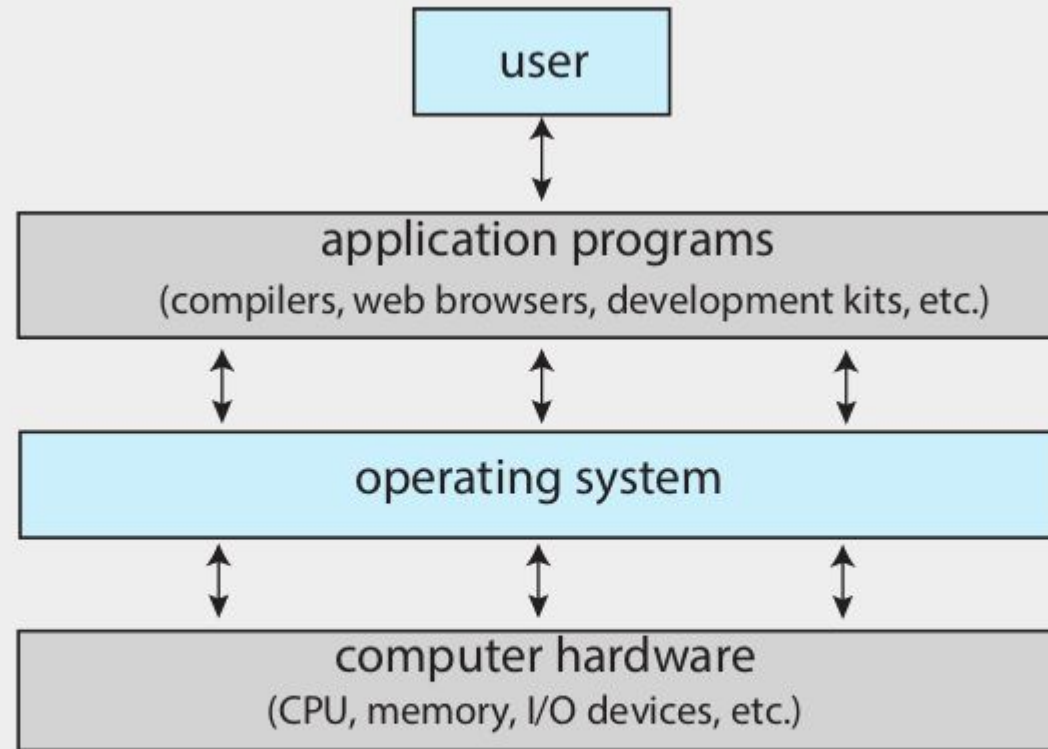 user
application programs
(compilers, web browsers, development kits, etc.)
operating system
computer hardware
(CPU, memory, I/O devices, etc.)